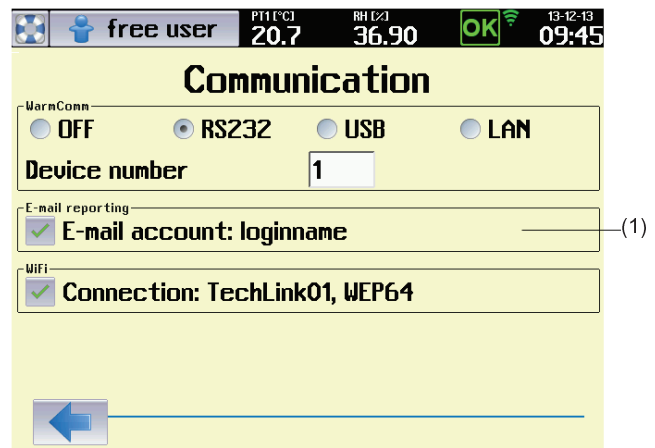 free user PT1 [°C] 20.7 RH [%] 36.90 OK 13-12-13 09:45
Communication
WarmComm
OFF RS232 USB LAN
Device number 1
E-mail reporting
E-mail account: loginname
(1)
WiFi
Connection: TechLink01, WEP64